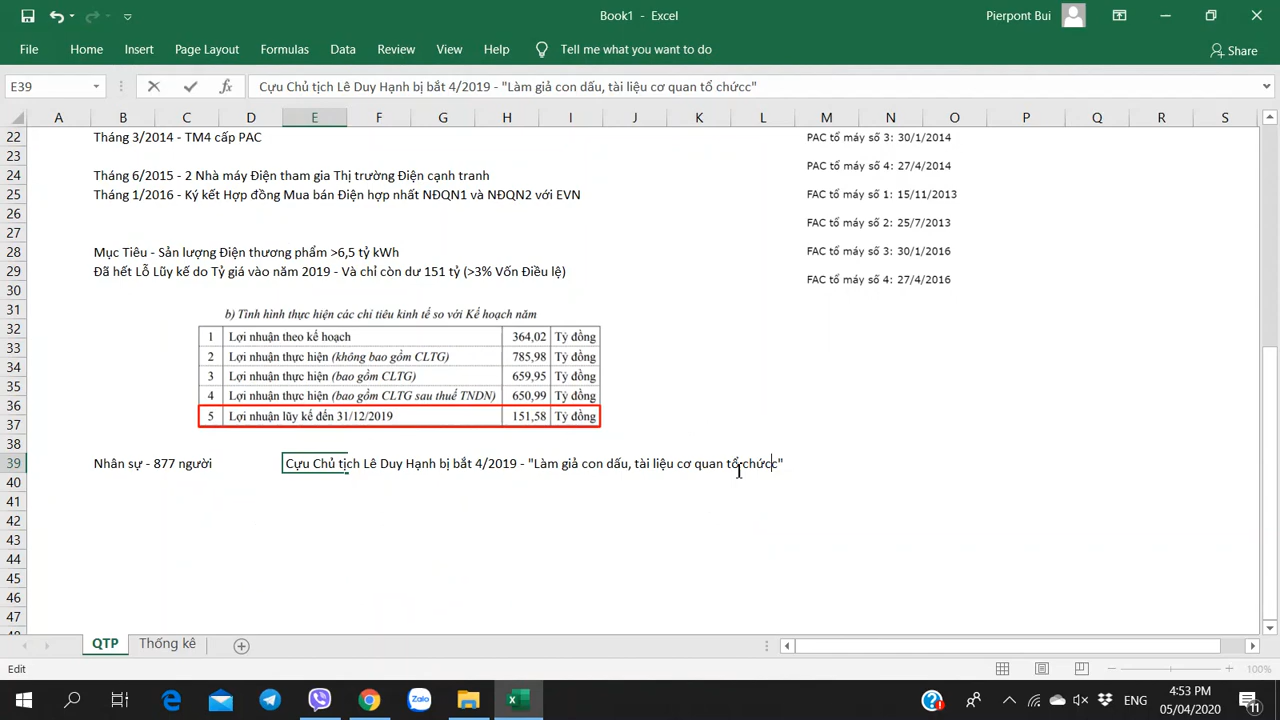 Book1 - Excel
Pierpont Bui
File Home Insert Page Layout Formulas Data Review View Help Tell me what you want to do Share
E39 fx Cựu Chủ tịch Lê Duy Hạnh bị bắt 4/2019 - "Làm giả con dấu, tài liệu cơ quan tổ chứcc"
A B C D E F G H I J K L M N O P Q R S
22 Tháng 3/2014 - TM4 cấp PAC PAC tổ máy số 3: 30/1/2014
23
PAC tổ máy số 4: 27/4/2014
24 Tháng 6/2015 - 2 Nhà máy Điện tham gia Thị trường Điện cạnh tranh
25 Tháng 1/2016 - Ký kết Hợp đồng Mua bán Điện hợp nhất NĐQN1 và NĐQN2 với EVN FAC tổ máy số 1: 15/11/2013
26
FAC tổ máy số 2: 25/7/2013
27
28 Mục Tiêu - Sản lượng Điện thương phẩm >6,5 tỷ kWh FAC tổ máy số 3: 30/1/2016
29 Đã hết Lỗ Lũy kế do Tỷ giá vào năm 2019 - Và chỉ còn dư 151 tỷ (>3% Vốn Điều lệ)
FAC tổ máy số 4: 27/4/2016
30
31 b) Tình hình thực hiện các chỉ tiêu kinh tế so với Kế hoạch năm
32 1 Lợi nhuận theo kế hoạch 364,02 Tỷ đồng
33 2 Lợi nhuận thực hiện (không bao gồm CLTG) 785,98 Tỷ đồng
34
35 3 Lợi nhuận thực hiện (bao gồm CLTG) 659,95 Tỷ đồng
36 4 Lợi nhuận thực hiện (bao gồm CLTG sau thuế TNDN) 650,99 Tỷ đồng
37 5 Lợi nhuận lũy kế đến 31/12/2019 151,58 Tỷ đồng
38
39 Nhân sự - 877 người Cựu Chủ tịch Lê Duy Hạnh bị bắt 4/2019 - "Làm giả con dấu, tài liệu cơ quan tổ chứcc"
40
41
42
43
44
45
46
47
QTP Thống kê
Edit 100%
Zalo ENG 4:53 PM
05/04/2020 11